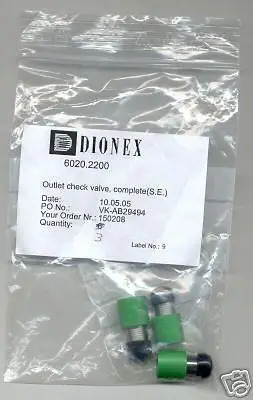 DIONEX
6020.2200
Outlet check valve, complete(S.E.)
Date: 10.05.05
PO No.: VK-AB29494
Your Order Nr.: 150208
Quantity:
3
Label No.: 9
ebay